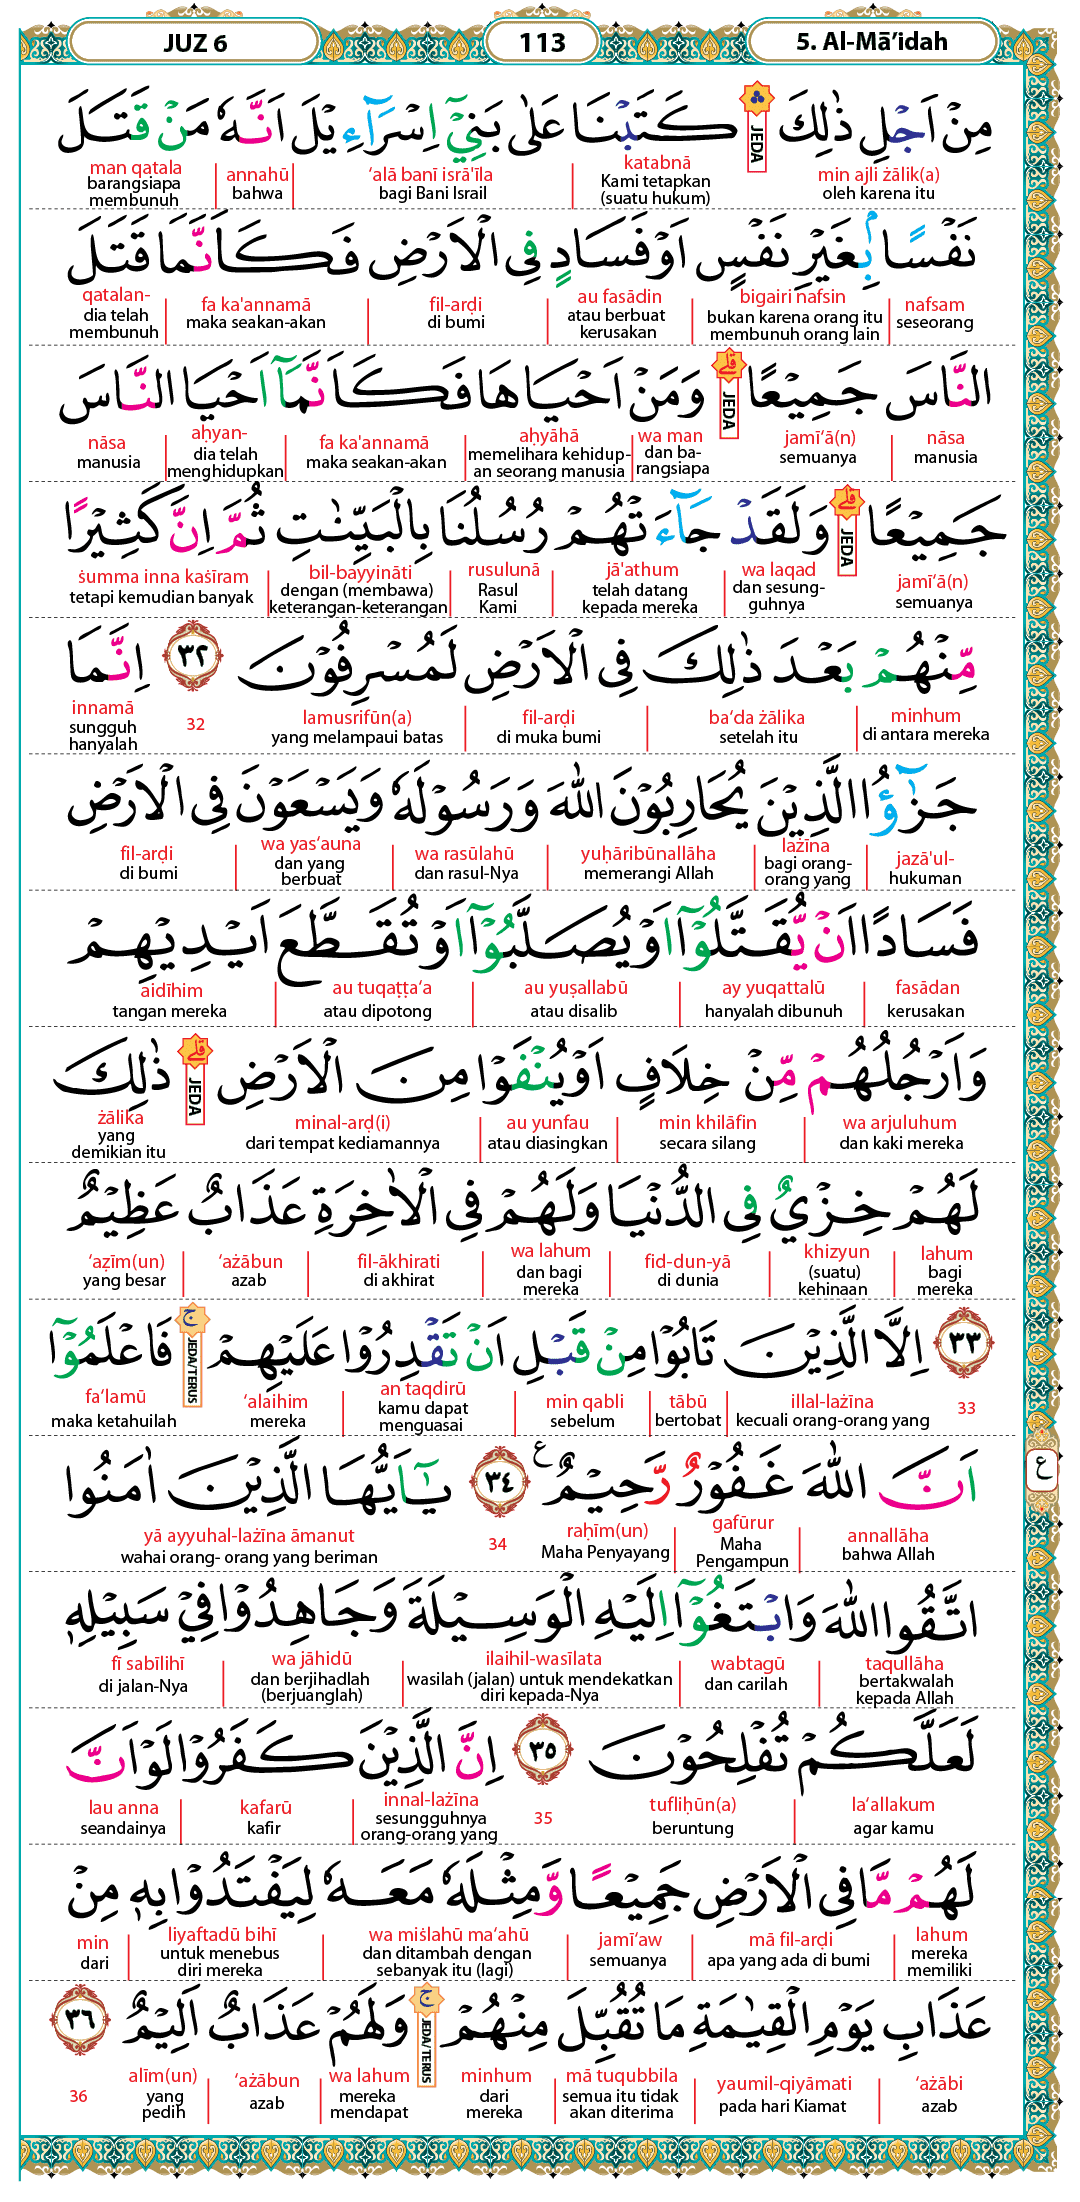 JUZ 6
113
5. Al-Mā’idah
مِنْ اَجْلِ ذٰلِكَ ۛ كَتَبْنَا عَلٰى بَنِيْٓ اِسْرَاۤءِيْلَ اَنَّهٗ مَنْ قَتَلَ
JEDA
min ajli żālik(a) katabnā ‘alā banī isrā'īla annahū man qatala
oleh karena itu Kami tetapkan (suatu hukum) bagi Bani Israil bahwa barangsiapa membunuh
نَفْسًاۢ بِغَيْرِ نَفْسٍ اَوْ فَسَادٍ فِى الْاَرْضِ فَكَاَنَّمَا قَتَلَ
nafsam bigairi nafsin au fasādin fil-arḍi fa ka'annamā qatalan-
seseorang bukan karena orang itu membunuh orang lain atau berbuat kerusakan di bumi maka seakan-akan dia telah membunuh
النَّاسَ جَمِيْعًا ۗ وَمَنْ اَحْيَاهَا فَكَاَنَّمَآ اَحْيَا النَّاسَ
JEDA
nāsa jamī‘ā(n) wa man aḥyāhā fa ka'annamā aḥyan- nāsa
manusia semuanya dan ba-rangsiapa memelihara kehidup-an seorang manusia maka seakan-akan dia telah menghidupkan manusia
جَمِيْعًا ۗ وَلَقَدْ جَاۤءَتْهُمْ رُسُلُنَا بِالْبَيِّنٰتِ ثُمَّ اِنَّ كَثِيْرًا
JEDA
jamī‘ā(n) wa laqad jā'athum rusulunā bil-bayyināti ṡumma inna kaṡīram
semuanya dan sesung-guhnya telah datang kepada mereka Rasul Kami dengan (membawa) keterangan-keterangan tetapi kemudian banyak
مِّنْهُمْ بَعْدَ ذٰلِكَ فِى الْاَرْضِ لَمُسْرِفُوْنَ ٣٢ اِنَّمَا
minhum ba‘da żālika fil-arḍi lamusrifūn(a) 32 innamā
di antara mereka setelah itu di muka bumi yang melampaui batas sungguh hanyalah
جَزٰۤؤُا الَّذِيْنَ يُحَارِبُوْنَ اللّٰهَ وَرَسُوْلَهٗ وَيَسْعَوْنَ فِى الْاَرْضِ
jazā'ul- lażīna yuḥāribūnallāha wa rasūlahū wa yas‘auna fil-arḍi
hukuman bagi orang-orang yang memerangi Allah dan rasul-Nya dan yang berbuat di bumi
فَسَادًا اَنْ يُّقَتَّلُوْٓا اَوْ يُصَلَّبُوْٓا اَوْ تُقَطَّعَ اَيْدِيْهِمْ
fasādan ay yuqattalū au yuṣallabū au tuqaṭṭa‘a aidīhim
kerusakan hanyalah dibunuh atau disalib atau dipotong tangan mereka
وَاَرْجُلُهُمْ مِّنْ خِلَافٍ اَوْ يُنْفَوْا مِنَ الْاَرْضِ ۗ ذٰلِكَ
JEDA
wa arjuluhum min khilāfin au yunfau minal-arḍ(i) żālika
dan kaki mereka secara silang atau diasingkan dari tempat kediamannya yang demikian itu
لَهُمْ خِزْيٌ فِى الدُّنْيَا وَلَهُمْ فِى الْاٰخِرَةِ عَذَابٌ عَظِيْمٌ
lahum khizyun fid-dun-yā wa lahum fil-ākhirati ‘ażābun ‘aẓīm(un)
bagi mereka (suatu) kehinaan di dunia dan bagi mereka di akhirat azab yang besar
٣٣ اِلَّا الَّذِيْنَ تَابُوْا مِنْ قَبْلِ اَنْ تَقْدِرُوْا عَلَيْهِمْ ۚ فَاعْلَمُوْٓا
JEDA/TERUS
33 illal-lażīna tābū min qabli an taqdirū ‘alaihim fa‘lamū
kecuali orang-orang yang bertobat sebelum kamu dapat menguasai mereka maka ketahuilah
اَنَّ اللّٰهَ غَفُوْرٌ رَّحِيْمٌ ࣖ ٣٤ يٰٓاَيُّهَا الَّذِيْنَ اٰمَنُوا
ع
annallāha gafūrur raḥīm(un) 34 yā ayyuhal-lażīna āmanut
bahwa Allah Maha Pengampun Maha Penyayang wahai orang- orang yang beriman
اتَّقُوا اللّٰهَ وَابْتَغُوْٓا اِلَيْهِ الْوَسِيْلَةَ وَجَاهِدُوْا فِيْ سَبِيْلِهٖ
taqullāha wabtagū ilaihil-wasīlata wa jāhidū fī sabīlihī
bertakwalah kepada Allah dan carilah wasilah (jalan) untuk mendekatkan diri kepada-Nya dan berjihadlah (berjuanglah) di jalan-Nya
لَعَلَّكُمْ تُفْلِحُوْنَ ٣٥ اِنَّ الَّذِيْنَ كَفَرُوْا لَوْ اَنَّ
la‘allakum tufliḥūn(a) 35 innal-lażīna kafarū lau anna
agar kamu beruntung sesungguhnya orang-orang yang kafir seandainya
لَهُمْ مَّا فِى الْاَرْضِ جَمِيْعًا وَّمِثْلَهٗ مَعَهٗ لِيَفْتَدُوْا بِهٖ مِنْ
lahum mā fil-arḍi jamī‘aw wa miṡlahū ma‘ahū liyaftadū bihī min
mereka memiliki apa yang ada di bumi semuanya dan ditambah dengan sebanyak itu (lagi) untuk menebus diri mereka dari
عَذَابِ يَوْمِ الْقِيٰمَةِ مَا تُقُبِّلَ مِنْهُمْ ۚ وَلَهُمْ عَذَابٌ اَلِيْمٌ ٣٦
JEDA/TERUS
‘ażābi yaumil-qiyāmati mā tuqubbila minhum wa lahum ‘ażābun alīm(un) 36
azab pada hari Kiamat semua itu tidak akan diterima dari mereka mereka mendapat azab yang pedih